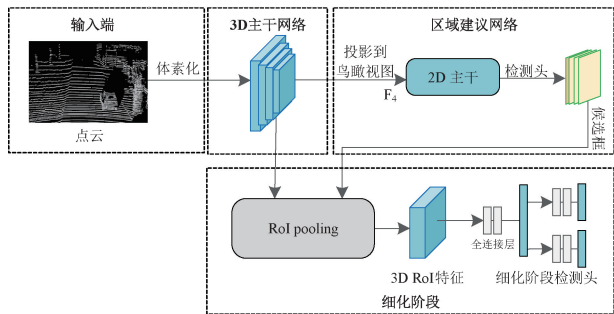 输入端
3D主干网络
区域建议网络
体素化
投影到
鸟瞰视图
F4
2D 主干
检测头
点云
候选框
RoI pooling
全连接层
3D RoI特征
细化阶段检测头
细化阶段